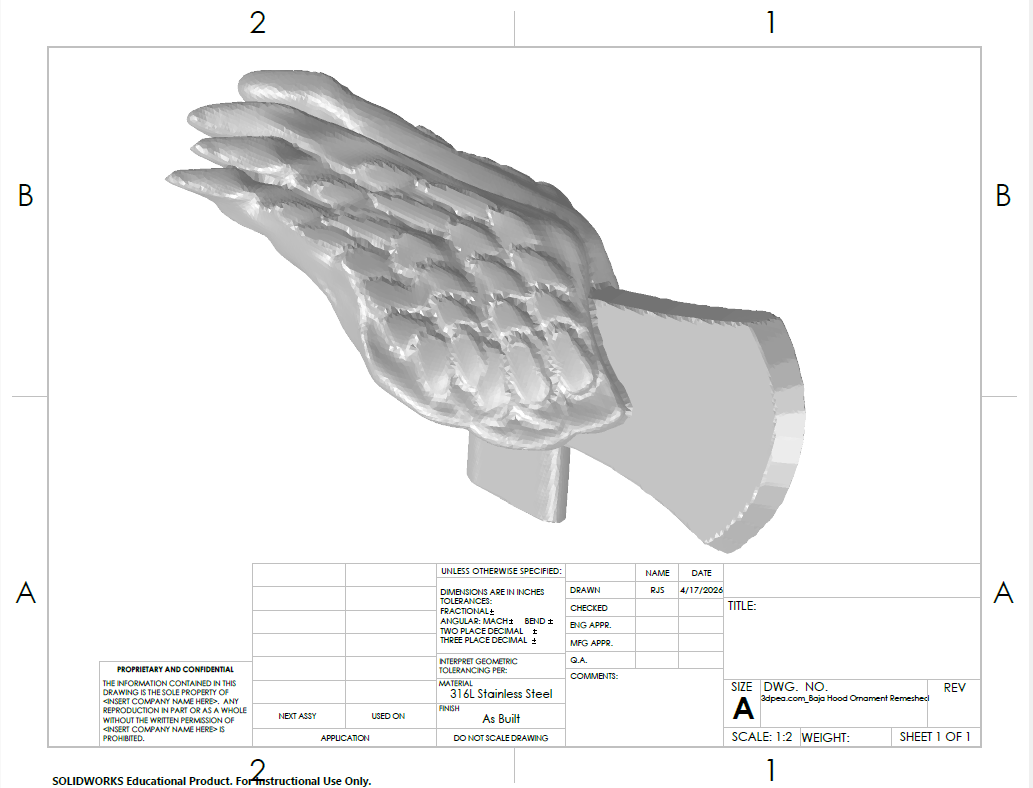 2
1
B
B
A
A
UNLESS OTHERWISE SPECIFIED:
DIMENSIONS ARE IN INCHES
TOLERANCES:
FRACTIONAL±
ANGULAR: MACH± BEND ±
TWO PLACE DECIMAL ±
THREE PLACE DECIMAL ±
INTERPRET GEOMETRIC
TOLERANCING PER:
MATERIAL
316L Stainless Steel
FINISH
As Built
DO NOT SCALE DRAWING
NAME
DATE
DRAWN
RJS
4/17/2026
CHECKED
ENG APPR.
MFG APPR.
Q.A.
COMMENTS:
TITLE:
SIZE
A
DWG. NO.
3dpea.com_Baja Hood Ornament Remeshed
REV
SCALE: 1:2
WEIGHT:
SHEET 1 OF 1
PROPRIETARY AND CONFIDENTIAL
THE INFORMATION CONTAINED IN THIS
DRAWING IS THE SOLE PROPERTY OF
<INSERT COMPANY NAME HERE>. ANY
REPRODUCTION IN PART OR AS A WHOLE
WITHOUT THE WRITTEN PERMISSION OF
<INSERT COMPANY NAME HERE> IS
PROHIBITED.
NEXT ASSY
USED ON
APPLICATION
2
1
SOLIDWORKS Educational Product. For Instructional Use Only.